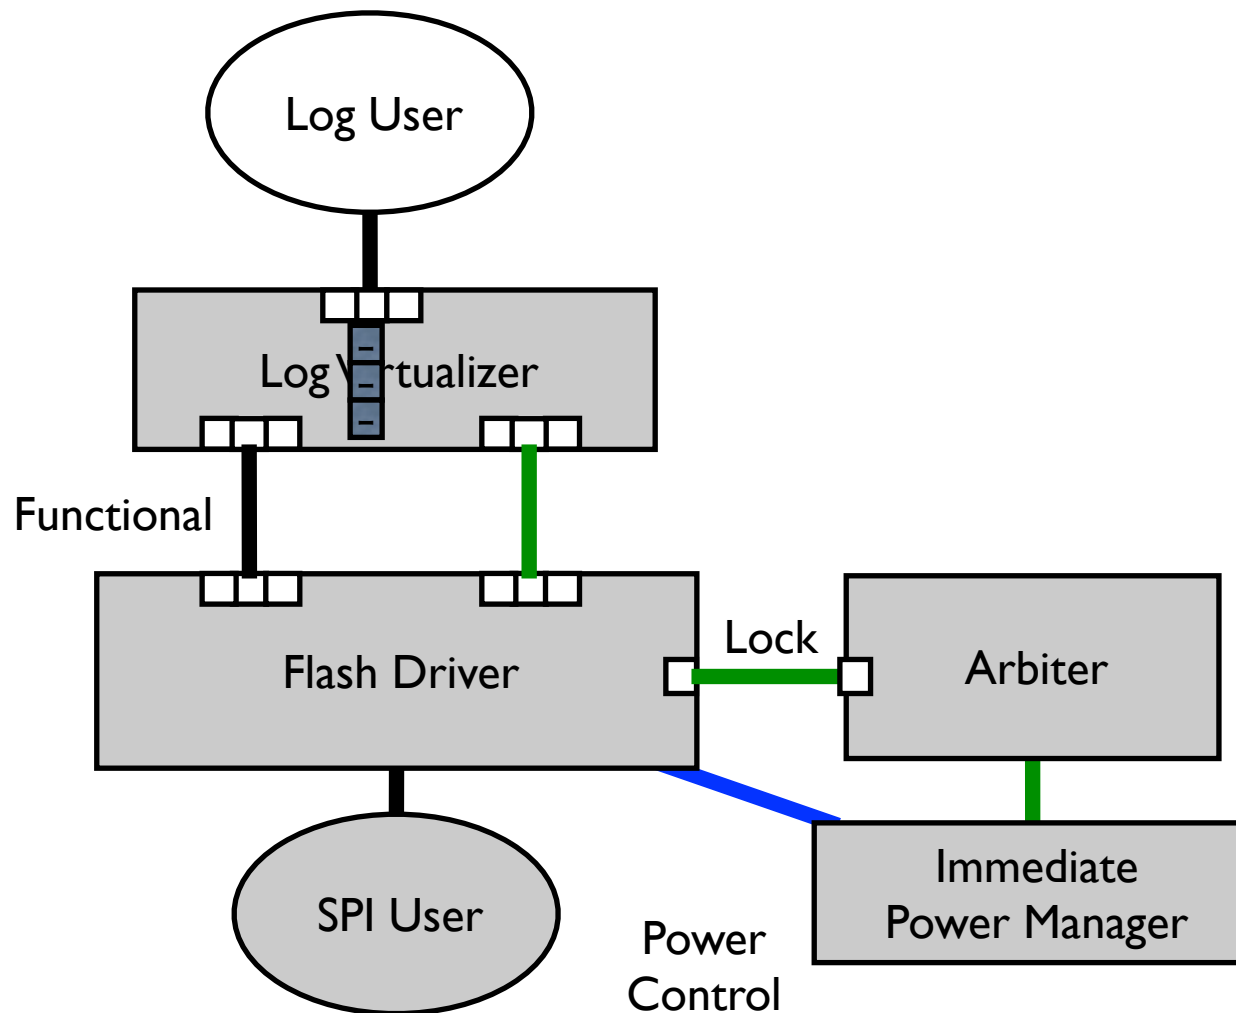 Log User
Log Virtualizer
Functional
Lock
Flash Driver
Arbiter
Immediate
Power Manager
SPI User
Power
Control